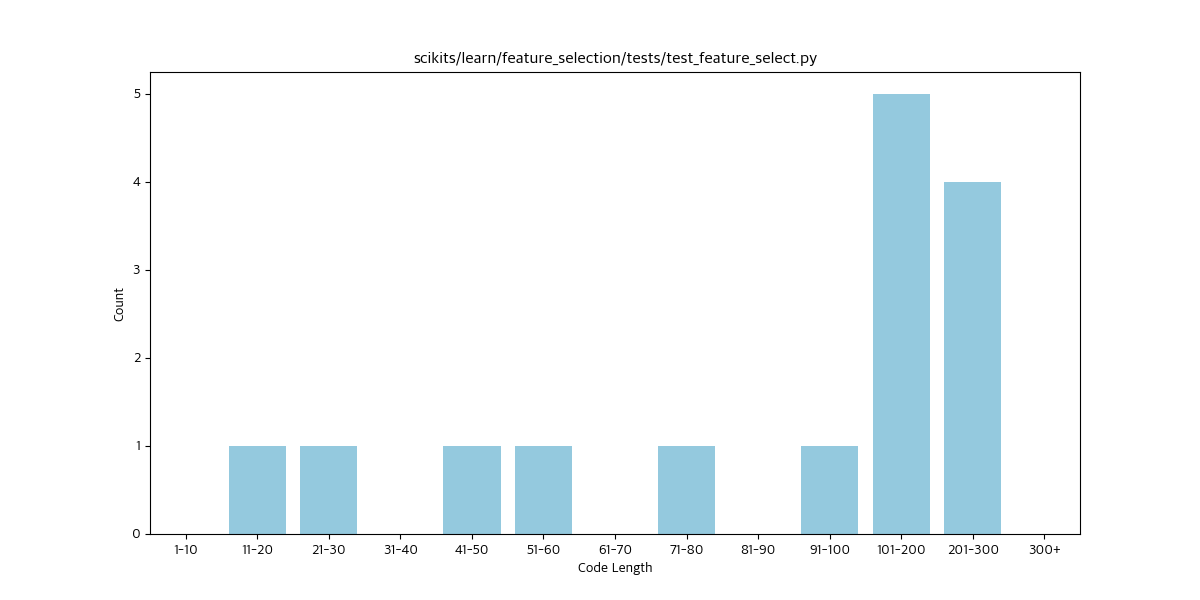 scikits/learn/feature_selection/tests/test_feature_select.py
5
4
3
2
1
0
Count
1-10 11-20 21-30 31-40 41-50 51-60 61-70 71-80 81-90 91-100 101-200 201-300 300+
Code Length